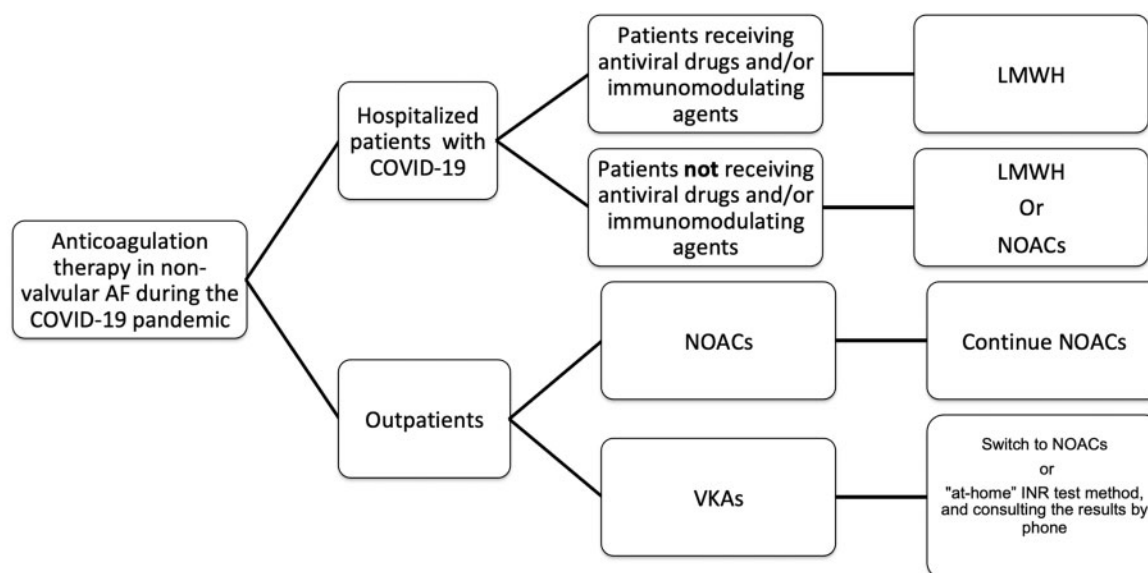 Anticoagulation
therapy in non-
valvular AF during the
COVID-19 pandemic
Hospitalized
patients with
COVID-19
Patients receiving
antiviral drugs and/or
immunomodulating
agents
LMWH
Patients not receiving
antiviral drugs and/or
immunomodulating
agents
LMWH
Or
NOACs
Outpatients
NOACs
Continue NOACs
VKAs
Switch to NOACs
or
"at-home" INR test method,
and consulting the results by
phone